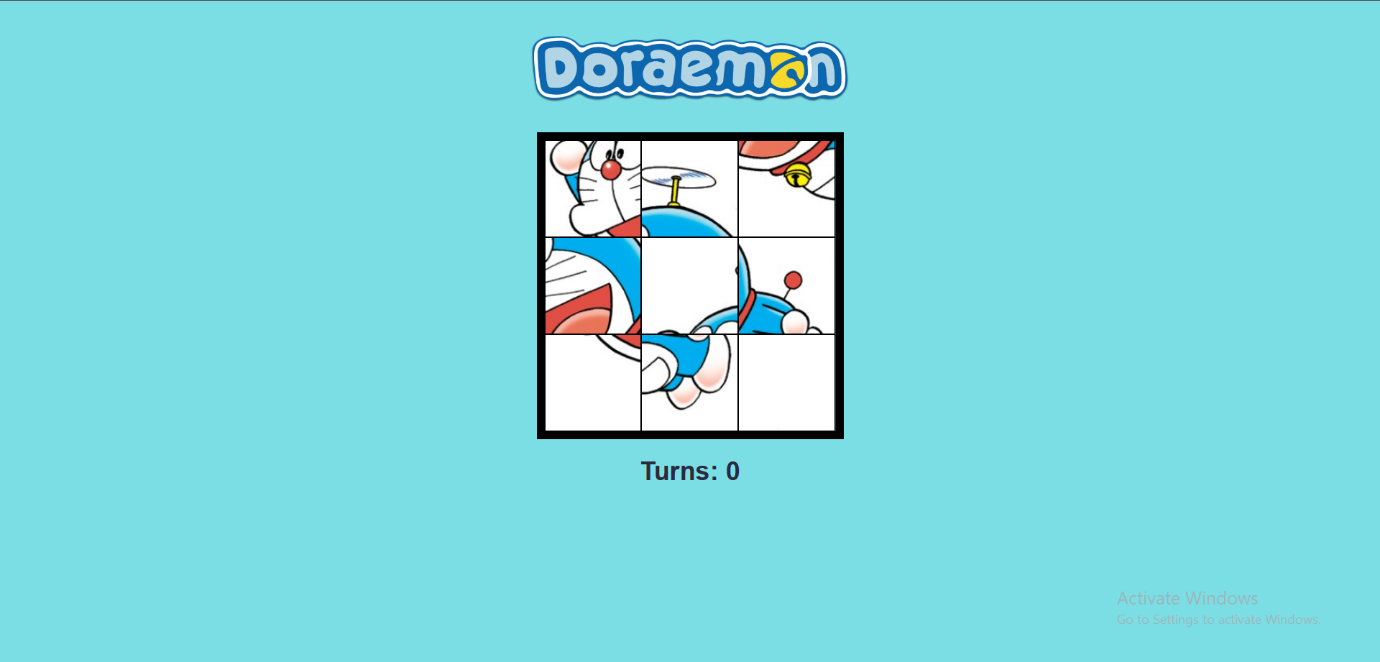 Doraemon
Turns: 0
Activate Windows
Go to Settings to activate Windows.